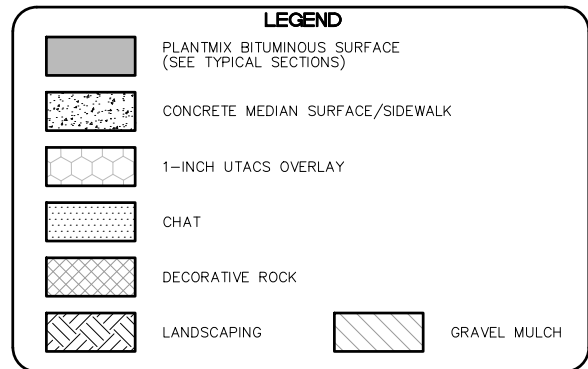 LEGEND
PLANTMIX BITUMINOUS SURFACE
(SEE TYPICAL SECTIONS)
CONCRETE MEDIAN SURFACE/SIDEWALK
1-INCH UTACS OVERLAY
CHAT
DECORATIVE ROCK
LANDSCAPING
GRAVEL MULCH